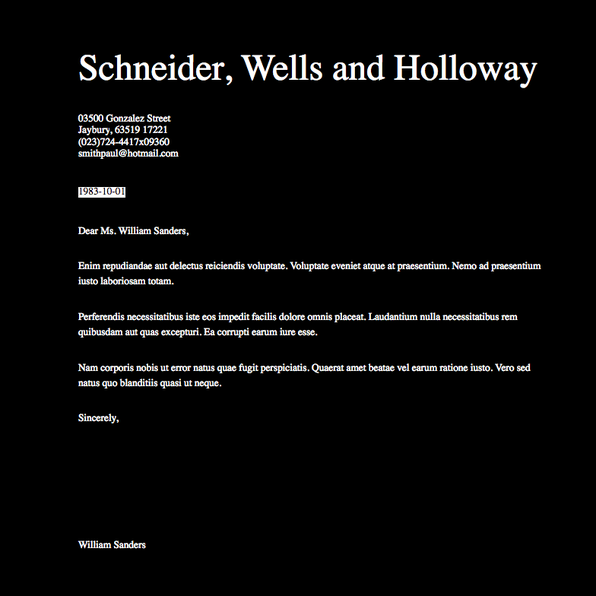 Schneider, Wells and Holloway
03500 Gonzalez Street
Jaybury, 63519 17221
(023)724-4417x09360
smithpaul@hotmail.com
1983-10-01
Dear Ms. William Sanders,
Enim repudiandae aut delectus reiciendis voluptate. Voluptate eveniet atque at praesentium. Nemo ad praesentium
iusto laboriosam totam.
Perferendis necessitatibus iste eos impedit facilis dolore omnis placeat. Laudantium nulla necessitatibus rem
quibusdam aut quas excepturi. Ea corrupti earum iure esse.
Nam corporis nobis ut error natus quae fugit perspiciatis. Quaerat amet beatae vel earum ratione iusto. Vero sed
natus quo blanditiis quasi ut neque.
Sincerely,
William Sanders